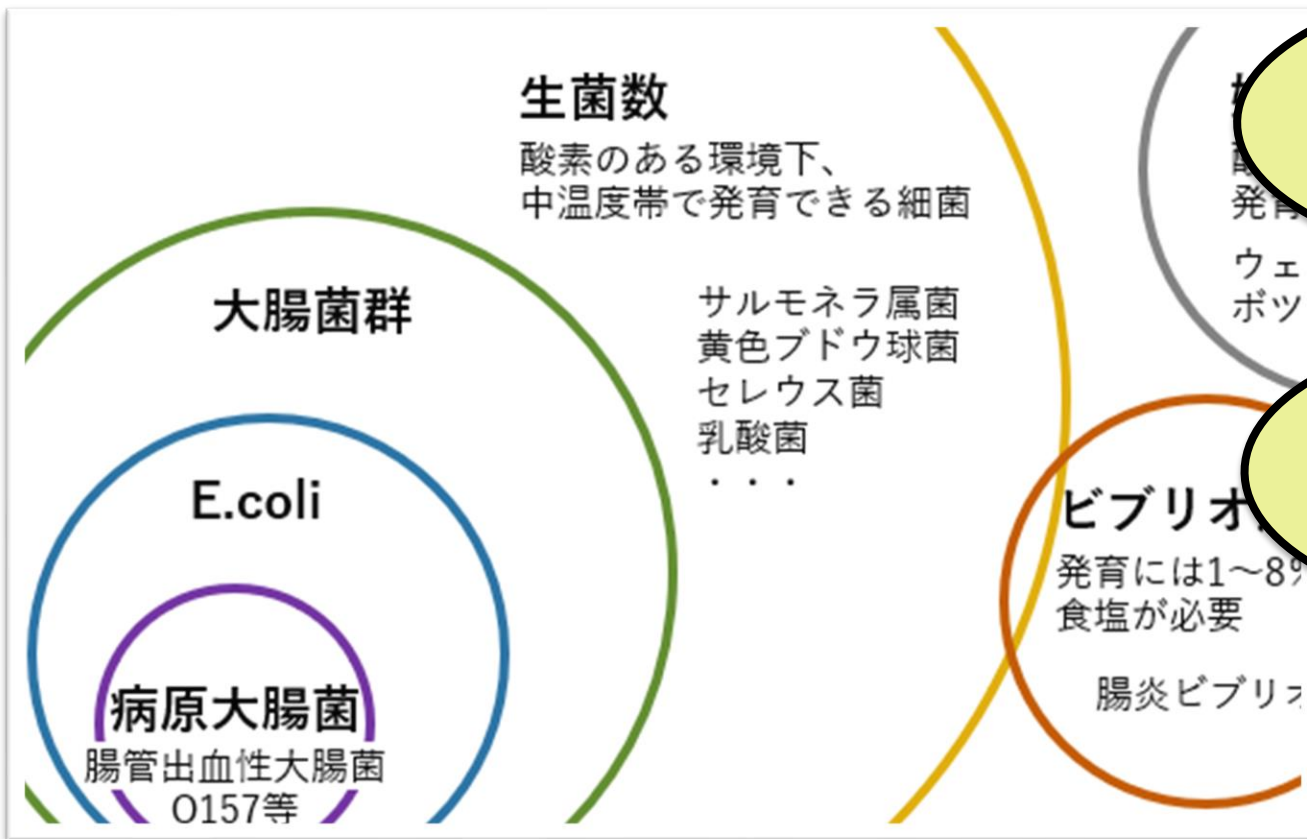 生菌数
酸素のある環境下、
中温度帯で発育できる細菌
大腸菌群
サルモネラ属菌
黄色ブドウ球菌
セレウス菌
乳酸菌
・・・
E.coli
病原大腸菌
腸管出血性大腸菌
O157等
発育
ウェ
ボツ
ビブリオ
発育には1～8%
食塩が必要
腸炎ビブリオ